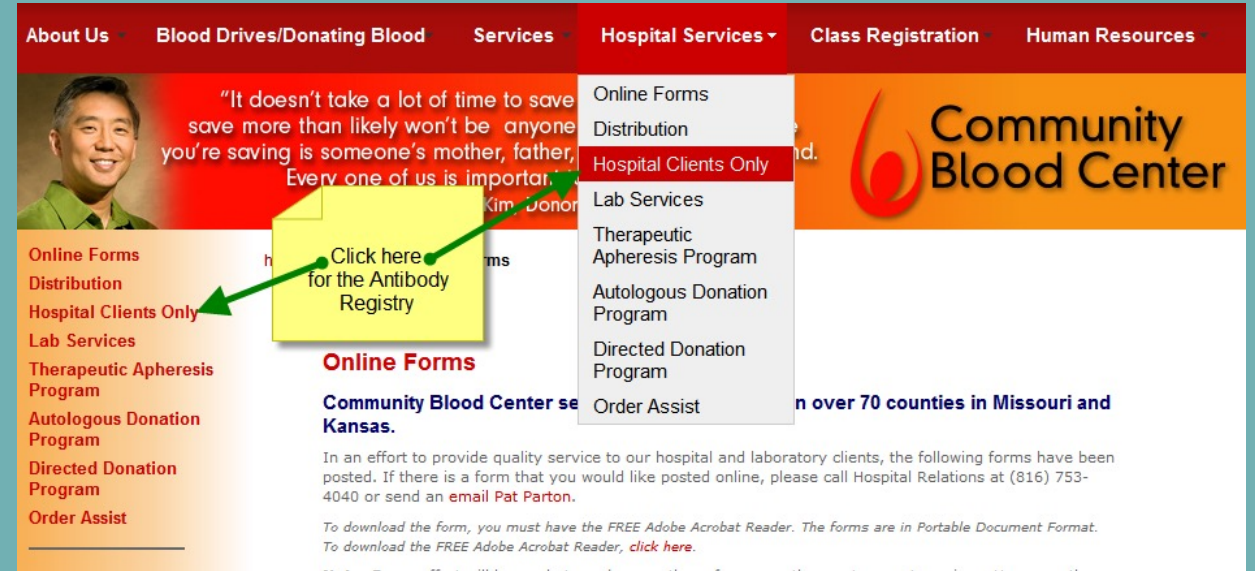 About Us
Blood Drives/Donating Blood
Services
Hospital Services
Class Registration
Human Resources
"It doesn't take a lot of time to save
save more than likely won't be anyone
you're saving is someone's mother, father,
Every one of us is important
Kim, Donor
Community
Blood Center
Online Forms
Distribution
Hospital Clients Only
Lab Services
Therapeutic
Apheresis Program
Autologous Donation
Program
Directed Donation
Program
Order Assist
Click here
for the Antibody
Registry
Online Forms
Distribution
Hospital Clients Only
Lab Services
Therapeutic Apheresis
Program
Autologous Donation
Program
Directed Donation
Program
Order Assist
Online Forms
Community Blood Center se n over 70 counties in Missouri and
Kansas.
In an effort to provide quality service to our hospital and laboratory clients, the following forms have been
posted. If there is a form that you would like posted online, please call Hospital Relations at (816) 753-
4040 or send an email Pat Parton.
To download the form, you must have the FREE Adobe Acrobat Reader. The forms are in Portable Document Format.
To download the FREE Adobe Acrobat Reader, click here.